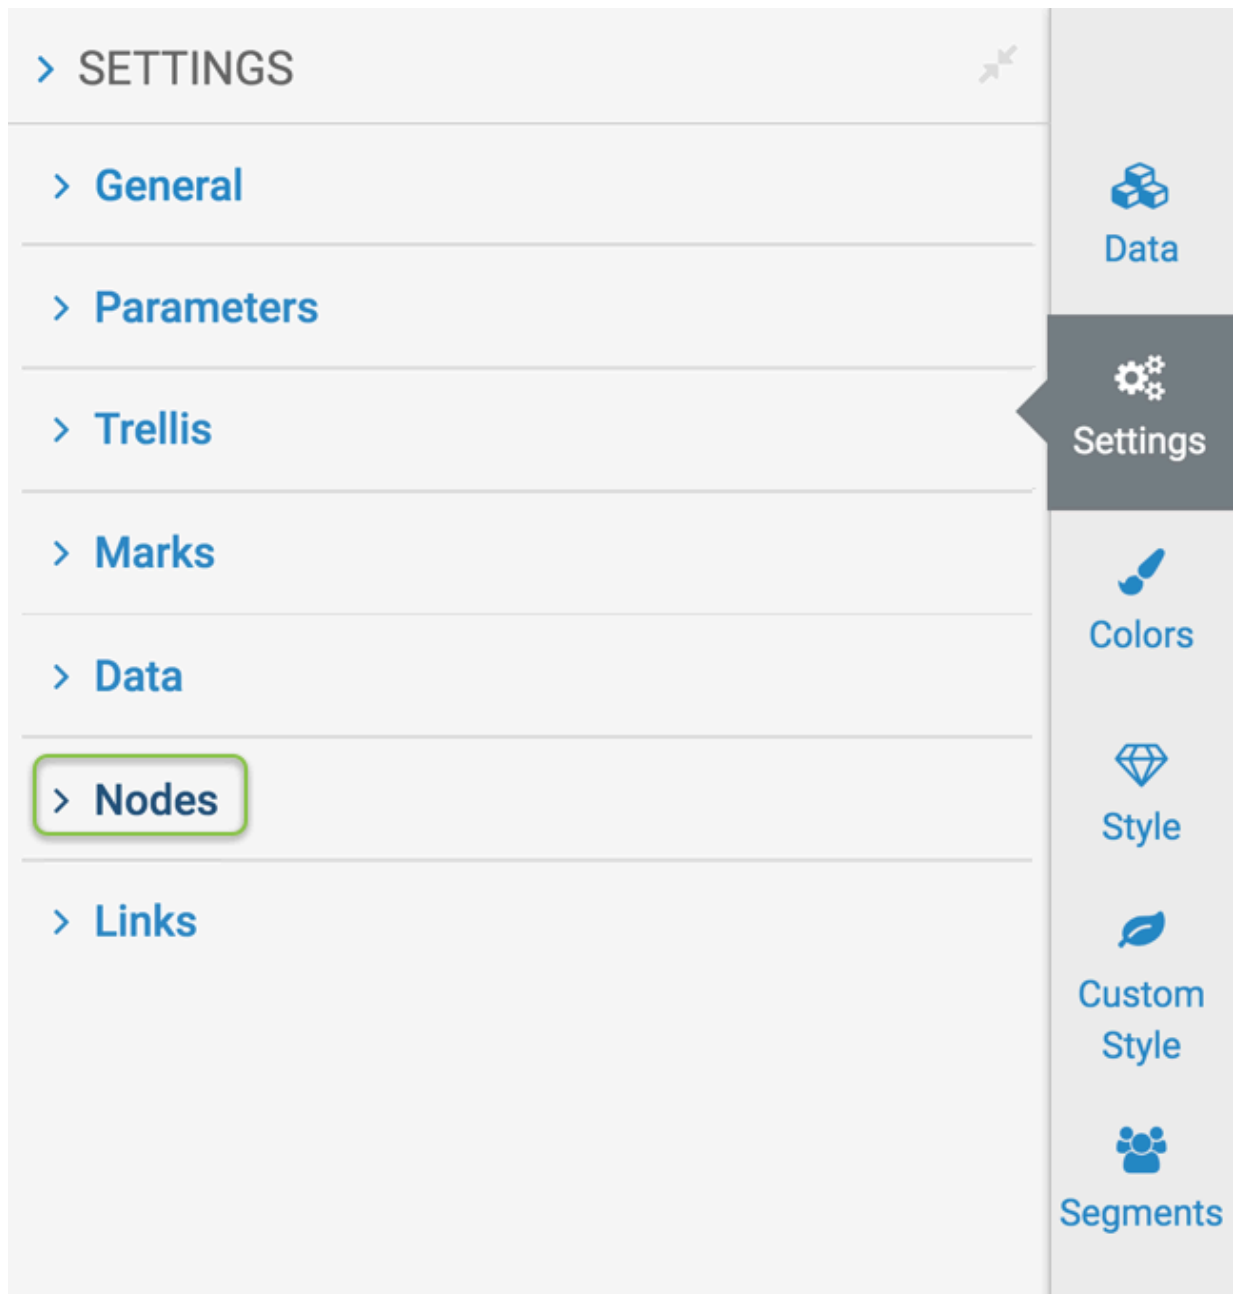 SETTINGS
General
Parameters
Trellis
Marks
Data
Nodes
Links
Data
Settings
Colors
Style
Custom
Style
Segments